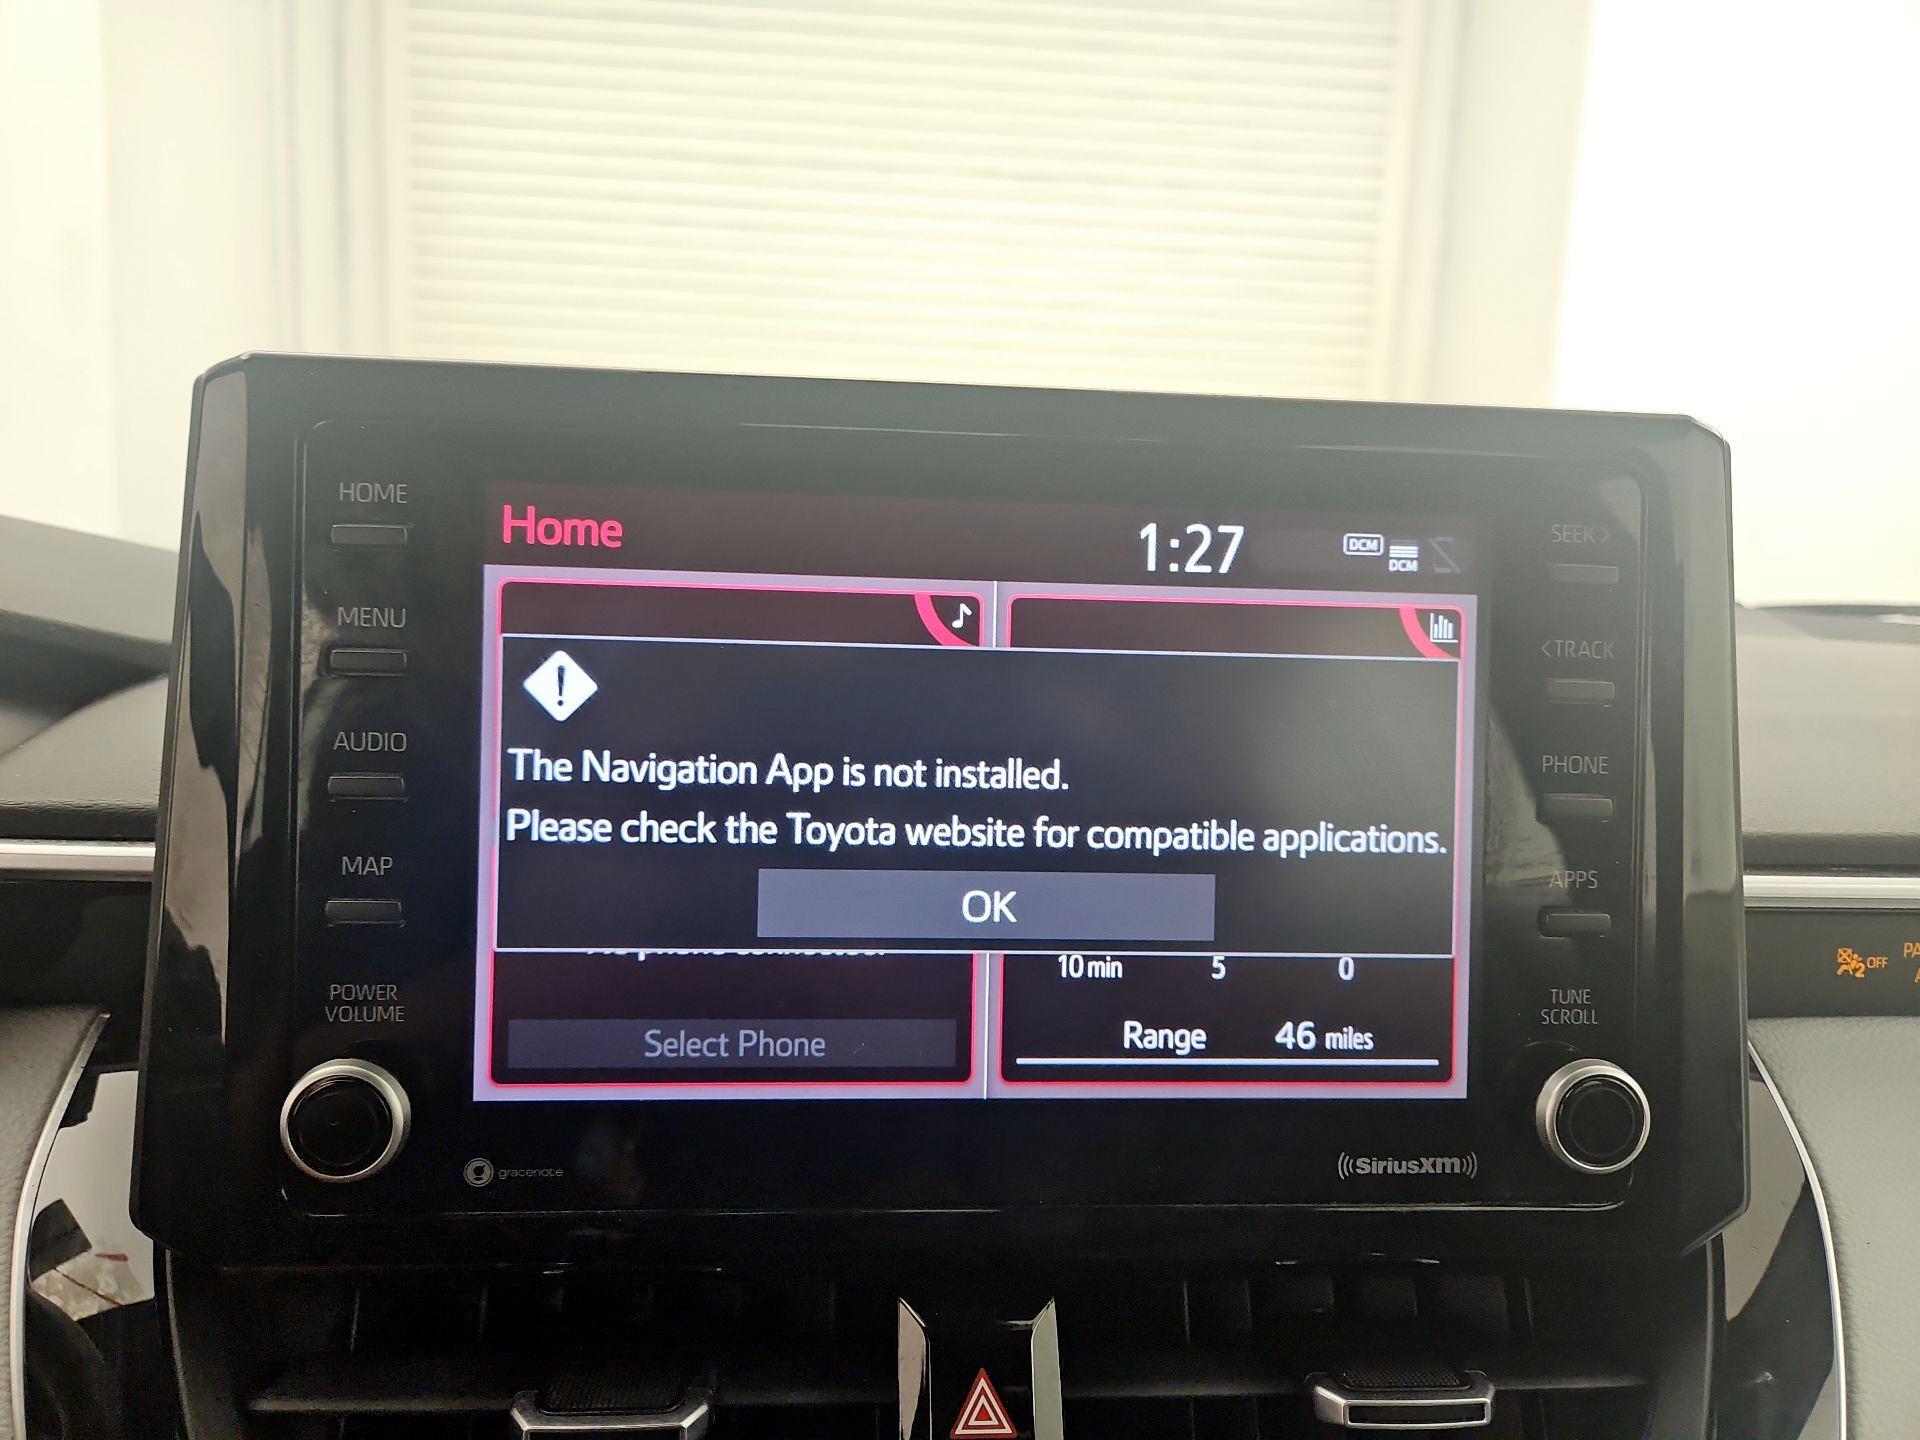 HOME
MENU
AUDIO
MAP
POWER
VOLUME
Home
1:27
DCM
DCM
The Navigation App is not installed.
Please check the Toyota website for compatible applications.
OK
10 min 5 0
Select Phone
Range 46 miles
SEEK >
< TRACK
PHONE
APPS
TUNE
SCROLL
gracenote
SiriusXM
2 OFF